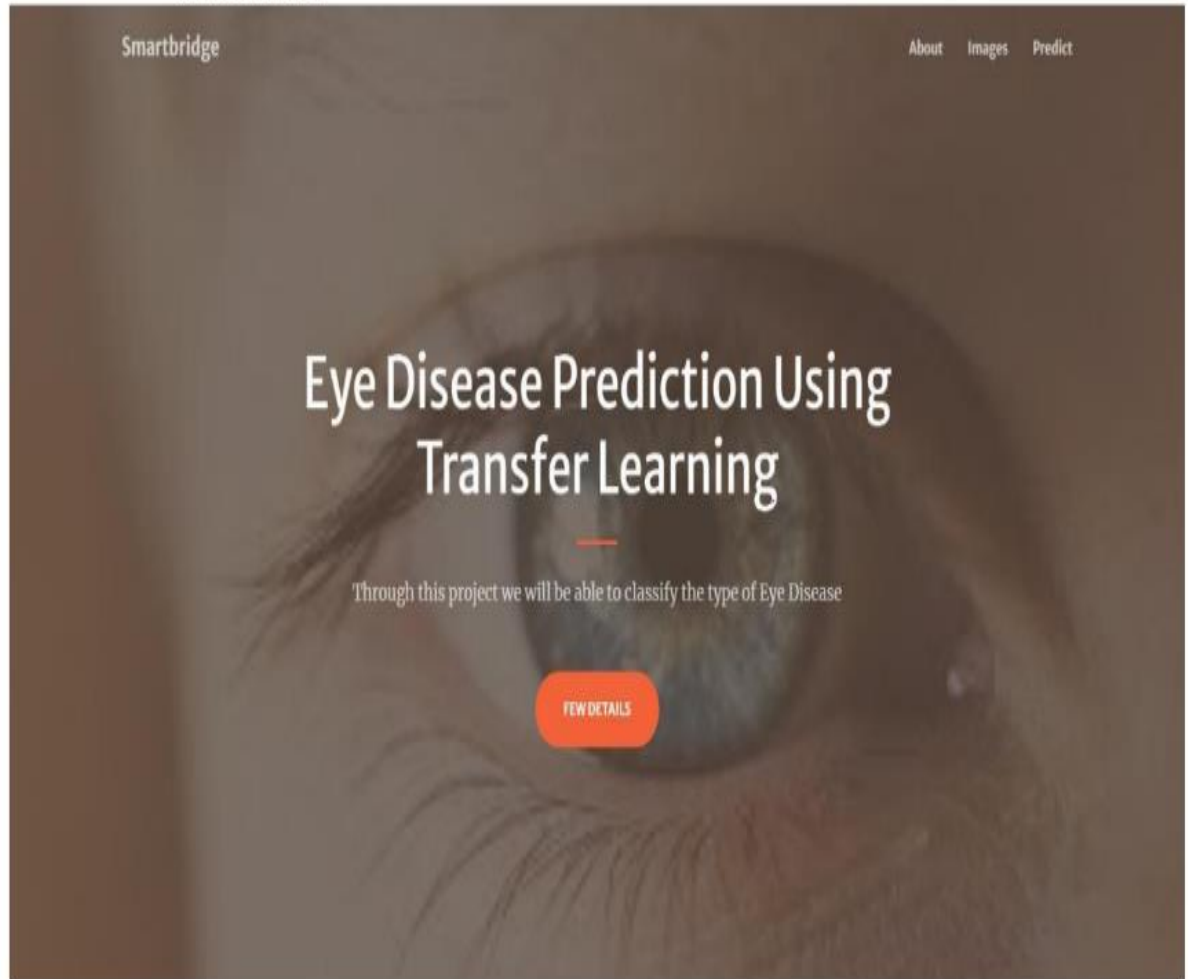 Smartbridge
About Images Predict
Eye Disease Prediction Using
Transfer Learning
Through this project we will be able to classify the type of Eye Disease
FEW DETAILS